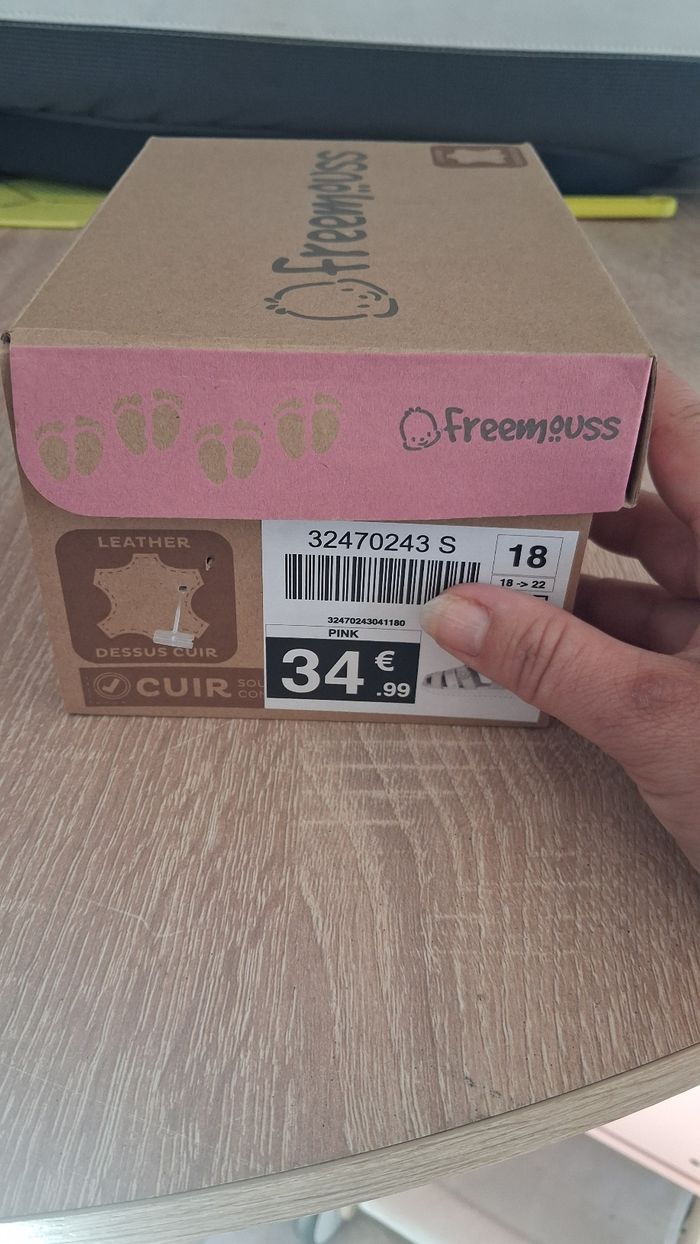 freemouss
freemouss
LEATHER
DESSUS CUIR
CUIR
32470243 S
18
18 -> 22
32470243041180
PINK
34 €.99